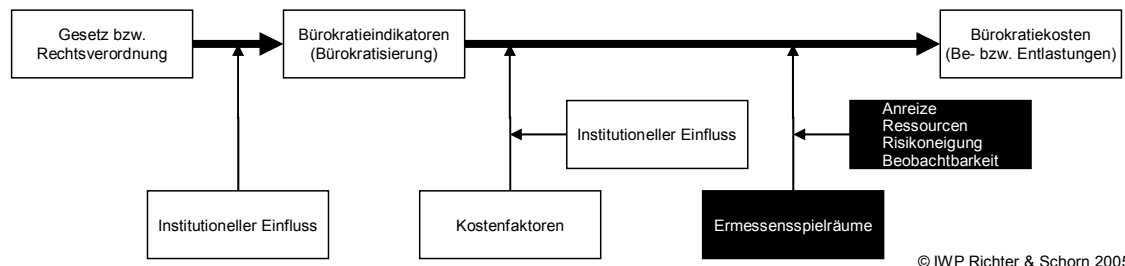 Gesetz bzw.
Rechtsverordnung
Bürokratieindikatoren
(Bürokratisierung)
Bürokratiekosten
(Be- bzw. Entlastungen)
Anreize
Ressourcen
Risikoneigung
Beobachtbarkeit
Institutioneller Einfluss
Institutioneller Einfluss
Kostenfaktoren
Ermessensspielräume
© IWP Richter & Schorn 2005